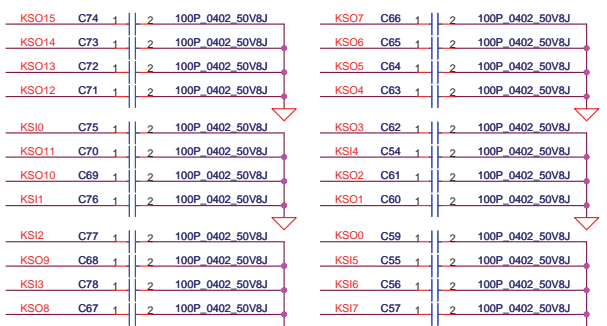 KSO15 C74 1 2 100P_0402_50V8J
KSO14 C73 1 2 100P_0402_50V8J
KSO13 C72 1 2 100P_0402_50V8J
KSO12 C71 1 2 100P_0402_50V8J
KSI0 C75 1 2 100P_0402_50V8J
KSO11 C70 1 2 100P_0402_50V8J
KSO10 C69 1 2 100P_0402_50V8J
KSI1 C76 1 2 100P_0402_50V8J
KSI2 C77 1 2 100P_0402_50V8J
KSO9 C68 1 2 100P_0402_50V8J
KSI3 C78 1 2 100P_0402_50V8J
KSO8 C67 1 2 100P_0402_50V8J
KSO7 C66 1 2 100P_0402_50V8J
KSO6 C65 1 2 100P_0402_50V8J
KSO5 C64 1 2 100P_0402_50V8J
KSO4 C63 1 2 100P_0402_50V8J
KSO3 C62 1 2 100P_0402_50V8J
KSI4 C54 1 2 100P_0402_50V8J
KSO2 C61 1 2 100P_0402_50V8J
KSO1 C60 1 2 100P_0402_50V8J
KSO0 C59 1 2 100P_0402_50V8J
KSI5 C55 1 2 100P_0402_50V8J
KSI6 C56 1 2 100P_0402_50V8J
KSI7 C57 1 2 100P_0402_50V8J